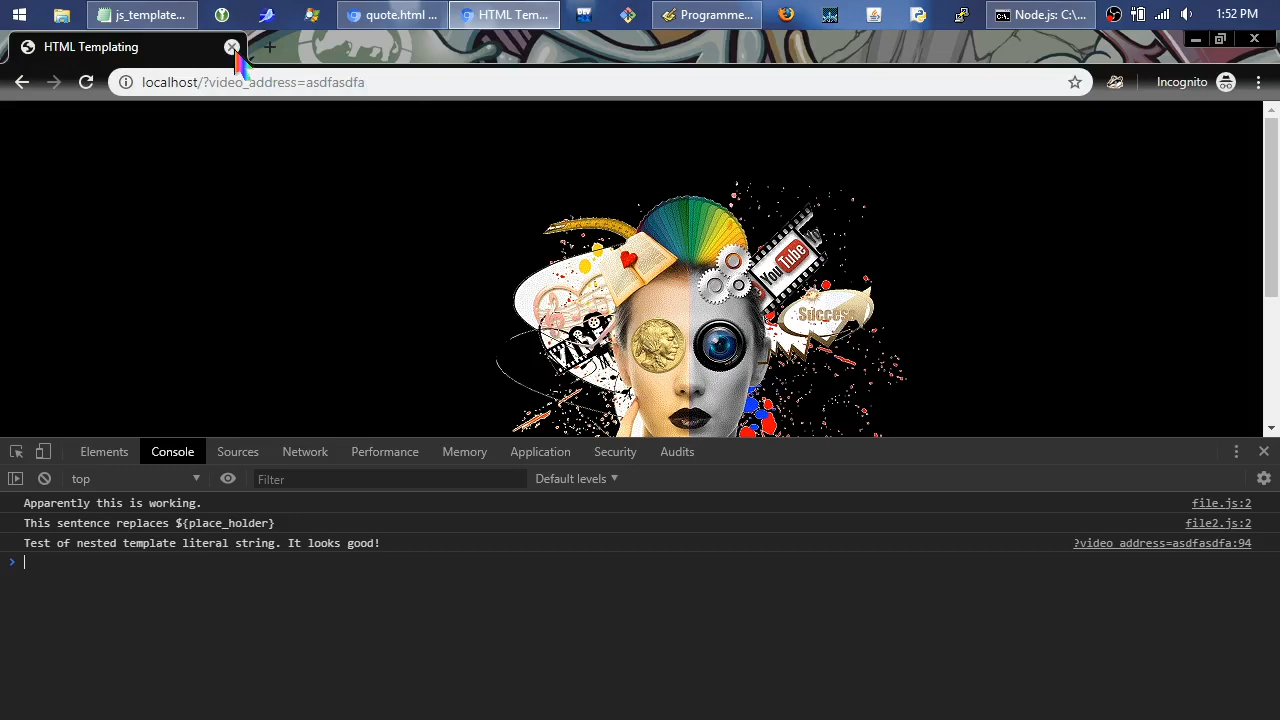 js_template...
quote.html ...
HTML Tem...
Programme...
Node.js: C:\...
1:52 PM
HTML Templating
localhost/?video_address=asdfasdfa
Incognito
You Tube
Success
Elements
Console
Sources
Network
Performance
Memory
Application
Security
Audits
top
Filter
Default levels
Apparently this is working.
file.js:2
This sentence replaces ${place_holder}
file2.js:2
Test of nested template literal string. It looks good!
?video_address=asdfasdfa:94